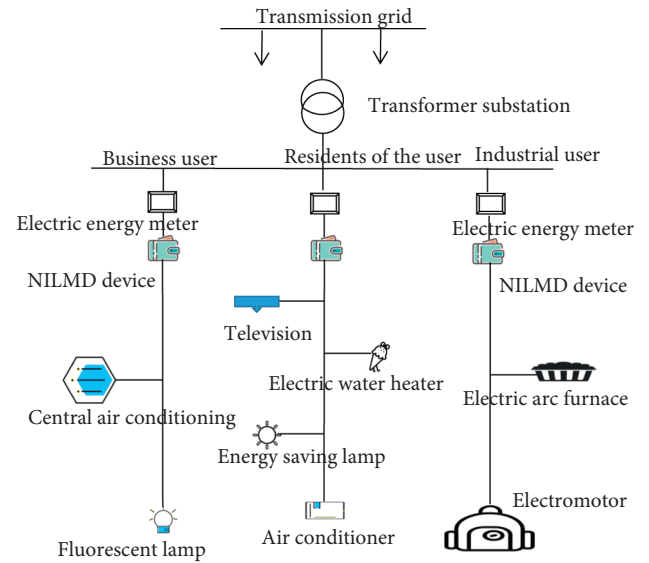 Transmission grid
Transformer substation
Business user
Residents of the user
Industrial user
Electric energy meter
Electric energy meter
NILMD device
NILMD device
Television
Electric water heater
Electric arc furnace
Central air conditioning
Energy saving lamp
Electromotor
Fluorescent lamp
Air conditioner